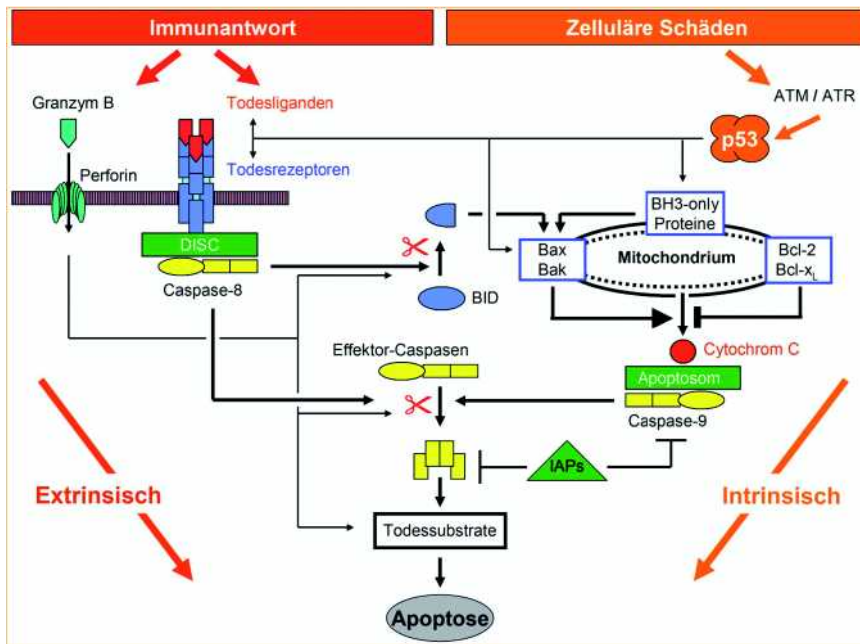 Immunantwort
Zelluläre Schäden
Granzym B
Todesliganden
ATM / ATR
p53
Todesrezeptoren
Perforin
BH3-only
Proteine
DISC
Bax
Bak
Mitochondrium
Bcl-2
Bcl-xL
Caspase-8
BID
Cytochrom C
Effektor-Caspasen
Apoptosom
Caspase-9
IAPs
Extrinsisch
Intrinsisch
Todessubstrate
Apoptose